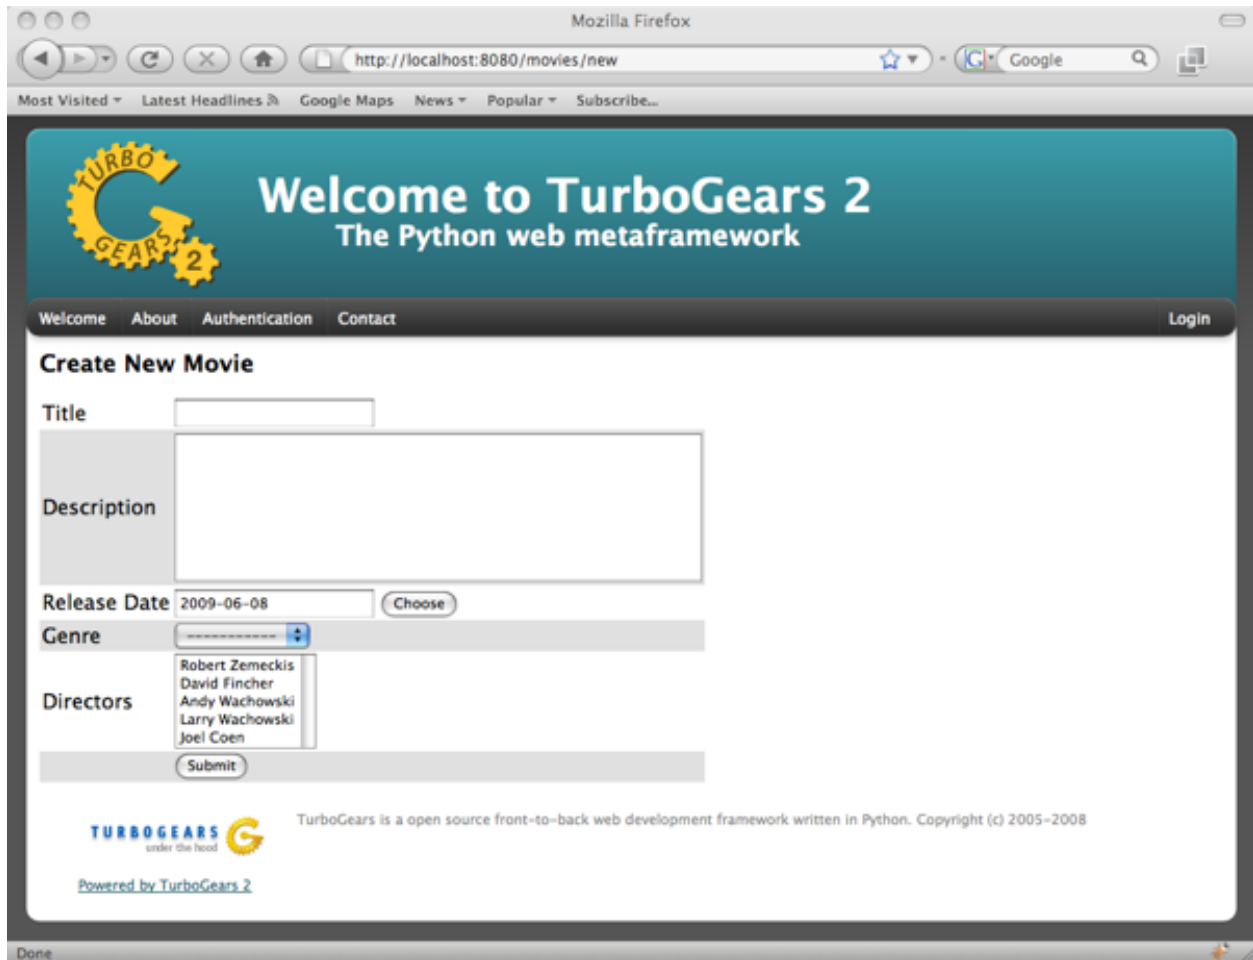 Mozilla Firefox
http://localhost:8080/movies/new
G Google
Most Visited Latest Headlines Google Maps News Popular Subscribe...
TURBO
GEARS
2
Welcome to TurboGears 2
The Python web metaframework
Welcome About Authentication Contact Login
Create New Movie
Title
Description
Release Date 2009-06-08 Choose
Genre -----------
Directors
Robert Zemeckis
David Fincher
Andy Wachowski
Larry Wachowski
Joel Coen
Submit
TURBOGEARS
under the hood
TurboGears is a open source front-to-back web development framework written in Python. Copyright (c) 2005-2008
Powered by TurboGears 2
Done